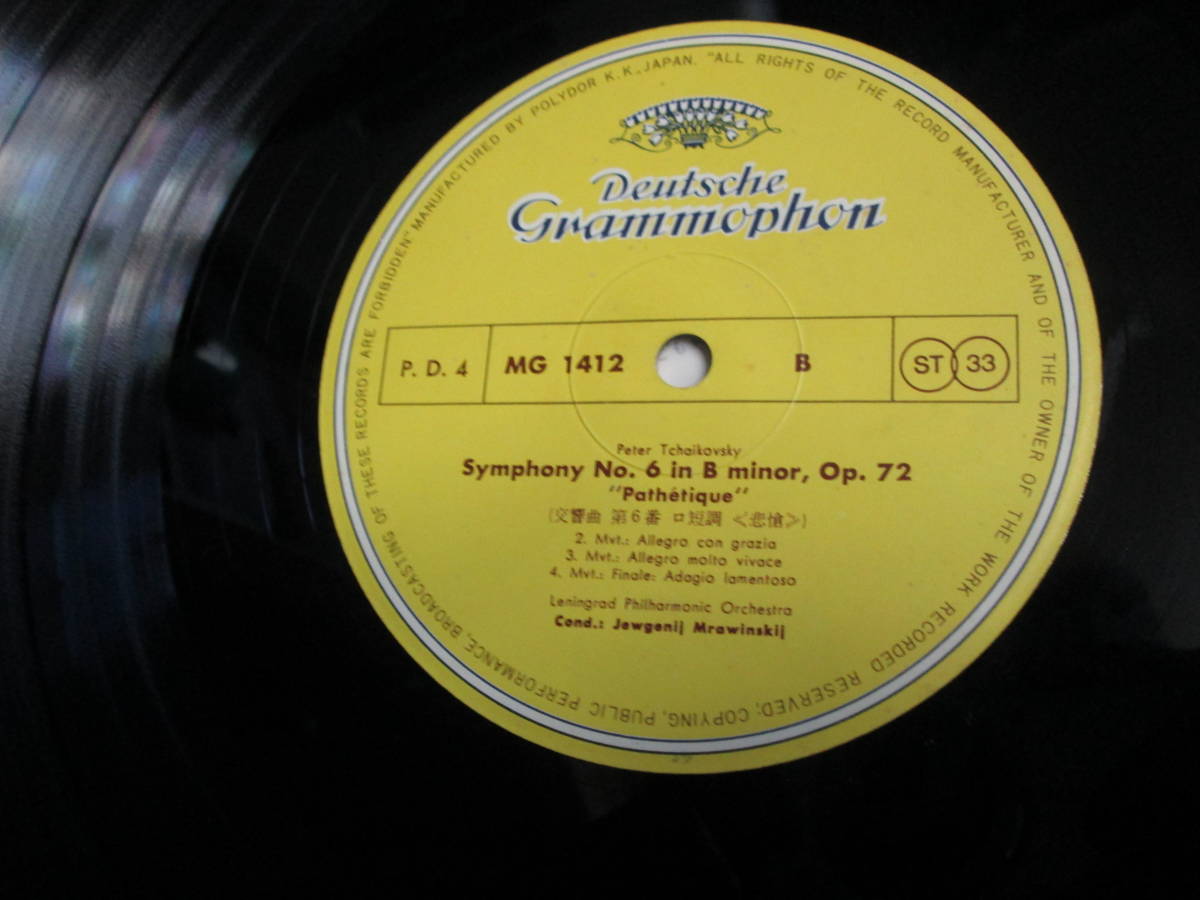 MANUFACTURED BY POLYDOR K.K., JAPAN. "ALL RIGHTS OF THE RECORD MANUFACTURER AND OF THE OWNER OF THE WORK RECORDED RESERVED; COPYING, PUBLIC PERFORMANCE, BROADCASTING OF THESE RECORDS ARE FORBIDDEN"
Deutsche
Grammophon
P. D. 4 MG 1412 B ST 33
Peter Tchaikovsky
Symphony No. 6 in B minor, Op. 72
"Pathétique"
(交響曲 第6番 ロ短調 ≪悲愴≫)
2. Mvt.: Allegro con grazia
3. Mvt.: Allegro molto vivace
4. Mvt.: Finale: Adagio lamentoso
Leningrad Philharmonic Orchestra
Cond.: Jewgenij Mrawinskij